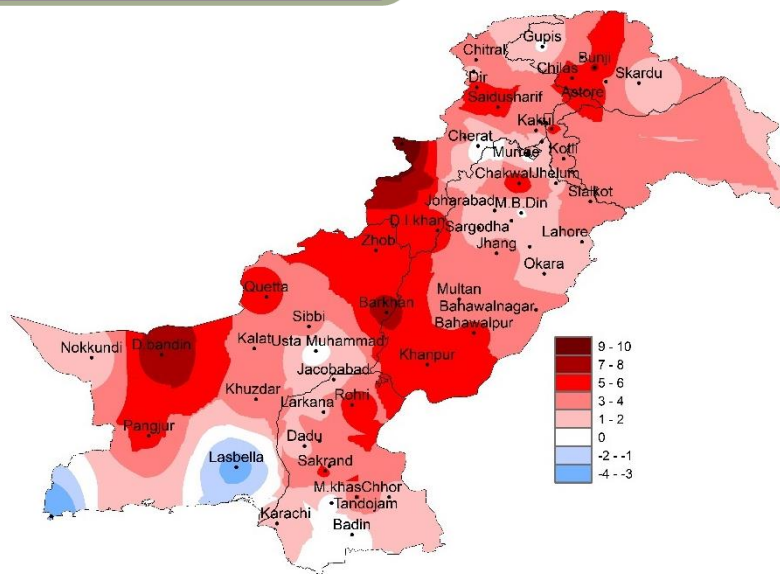 Gupis
Chitral
Bunji
Chilas
Dir
Skardu
Astore
Saidusharif
Kakul
Cherat
Murree
Kotli
Chakwal
Jhelum
Sialkot
Joharabad
M.B.Din
D.I.khan
Sargodha
Lahore
Zhob
Jhang
Okara
Quetta
Multan
Barkhan
Bahawalnagar
Sibbi
Bahawalpur
Nokkundi
D.bandin
Kalat
Usta Muhammad
Khanpur
Jacobabad
Khuzdar
Larkana
Rohri
Pangjur
Dadu
Lasbella
Sakrand
M.khas
Chhor
Tandojam
Karachi
Badin
9 - 10
7 - 8
5 - 6
3 - 4
1 - 2
0
-2 - -1
-4 - -3